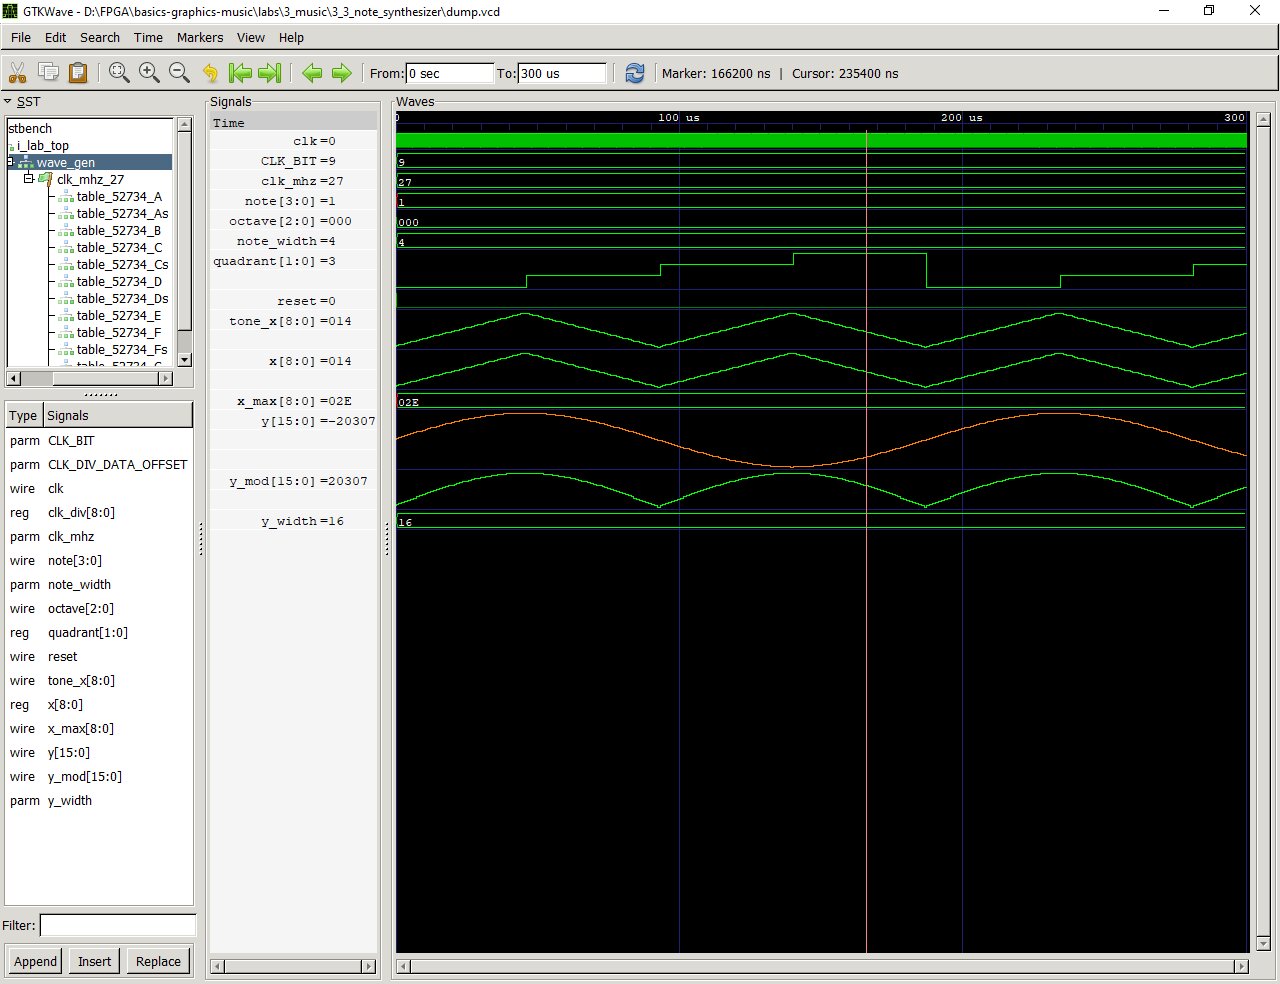 GTKWave - D:\FPGA\basics-graphics-music\labs\3_music\3_3_note_synthesizer\dump.vcd
File Edit Search Time Markers View Help
From: 0 sec To: 300 us Marker: 166200 ns | Cursor: 235400 ns
SST
stbench
i_lab_top
wave_gen
clk_mhz_27
table_52734_A
table_52734_As
table_52734_B
table_52734_C
table_52734_Cs
table_52734_D
table_52734_Ds
table_52734_E
table_52734_F
table_52734_Fs
Type Signals
parm CLK_BIT
parm CLK_DIV_DATA_OFFSET
wire clk
reg clk_div[8:0]
parm clk_mhz
wire note[3:0]
parm note_width
wire octave[2:0]
reg quadrant[1:0]
wire reset
wire tone_x[8:0]
reg x[8:0]
wire x_max[8:0]
wire y[15:0]
wire y_mod[15:0]
parm y_width
Filter:
Append Insert Replace
Signals
Time
clk=0
CLK_BIT=9
clk_mhz=27
note[3:0]=1
octave[2:0]=000
note_width=4
quadrant[1:0]=3
reset=0
tone_x[8:0]=014
x[8:0]=014
x_max[8:0]=02E
y[15:0]=-20307
y_mod[15:0]=20307
y_width=16
Waves
0 100 us 200 us 300
9
27
1
000
4
02E
16